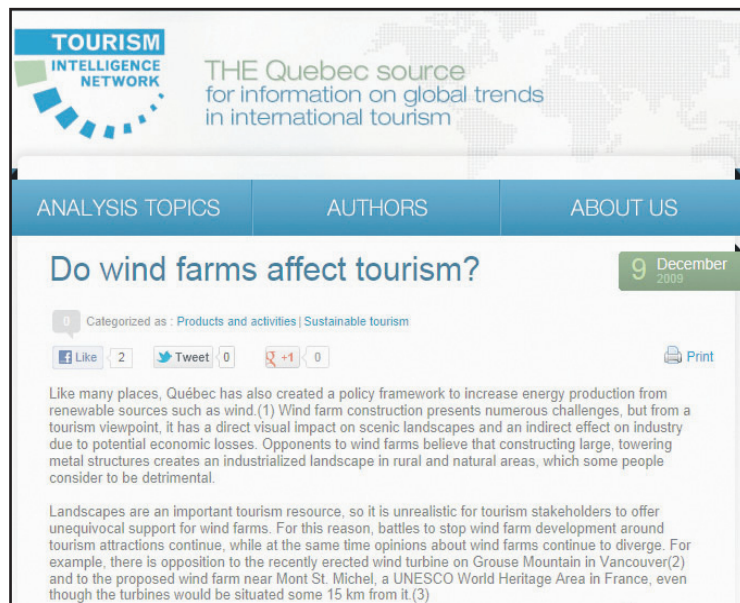 TOURISM
INTELLIGENCE
NETWORK
THE Quebec source
for information on global trends
in international tourism
ANALYSIS TOPICS
AUTHORS
ABOUT US
Do wind farms affect tourism?
9 December
2009
0 Categorized as : Products and activities | Sustainable tourism
Like 2 Tweet 0 +1 0
Print
Like many places, Québec has also created a policy framework to increase energy production from
renewable sources such as wind.(1) Wind farm construction presents numerous challenges, but from a
tourism viewpoint, it has a direct visual impact on scenic landscapes and an indirect effect on industry
due to potential economic losses. Opponents to wind farms believe that constructing large, towering
metal structures creates an industrialized landscape in rural and natural areas, which some people
consider to be detrimental.
Landscapes are an important tourism resource, so it is unrealistic for tourism stakeholders to offer
unequivocal support for wind farms. For this reason, battles to stop wind farm development around
tourism attractions continue, while at the same time opinions about wind farms continue to diverge. For
example, there is opposition to the recently erected wind turbine on Grouse Mountain in Vancouver(2)
and to the proposed wind farm near Mont St. Michel, a UNESCO World Heritage Area in France, even
though the turbines would be situated some 15 km from it.(3)